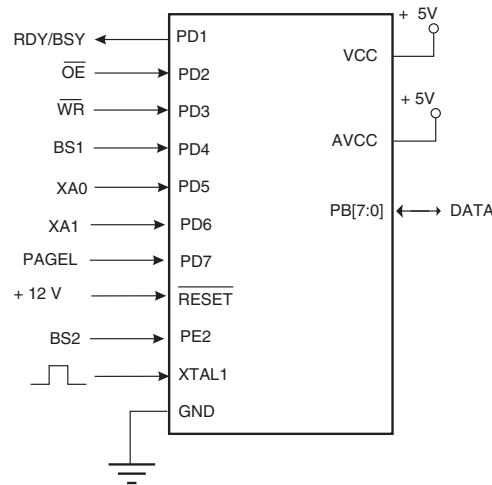 + 5V
RDY/BSY PD1
VCC
OE PD2
+ 5V
WR PD3
BS1 PD4
AVCC
XA0 PD5
PB[7:0] DATA
XA1 PD6
PAGEL PD7
+ 12 V RESET
BS2 PE2
XTAL1
GND